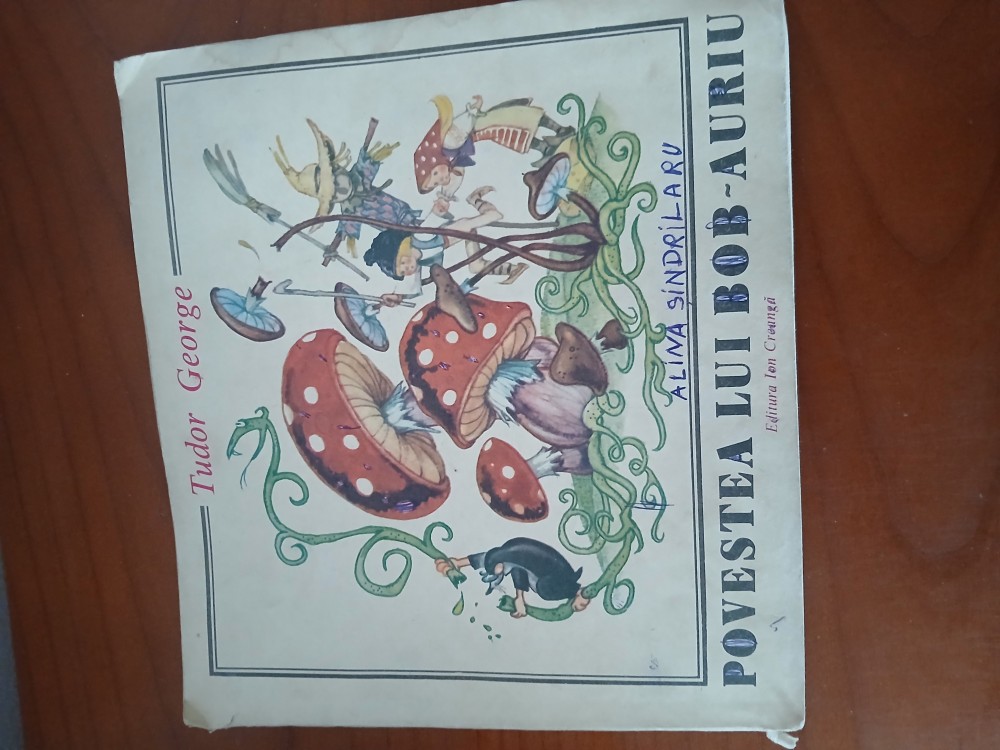 Tudor George
ALINA ȘINDRILARU
POVESTEA LUI BOB-AURIU
Editura Ion Creangă